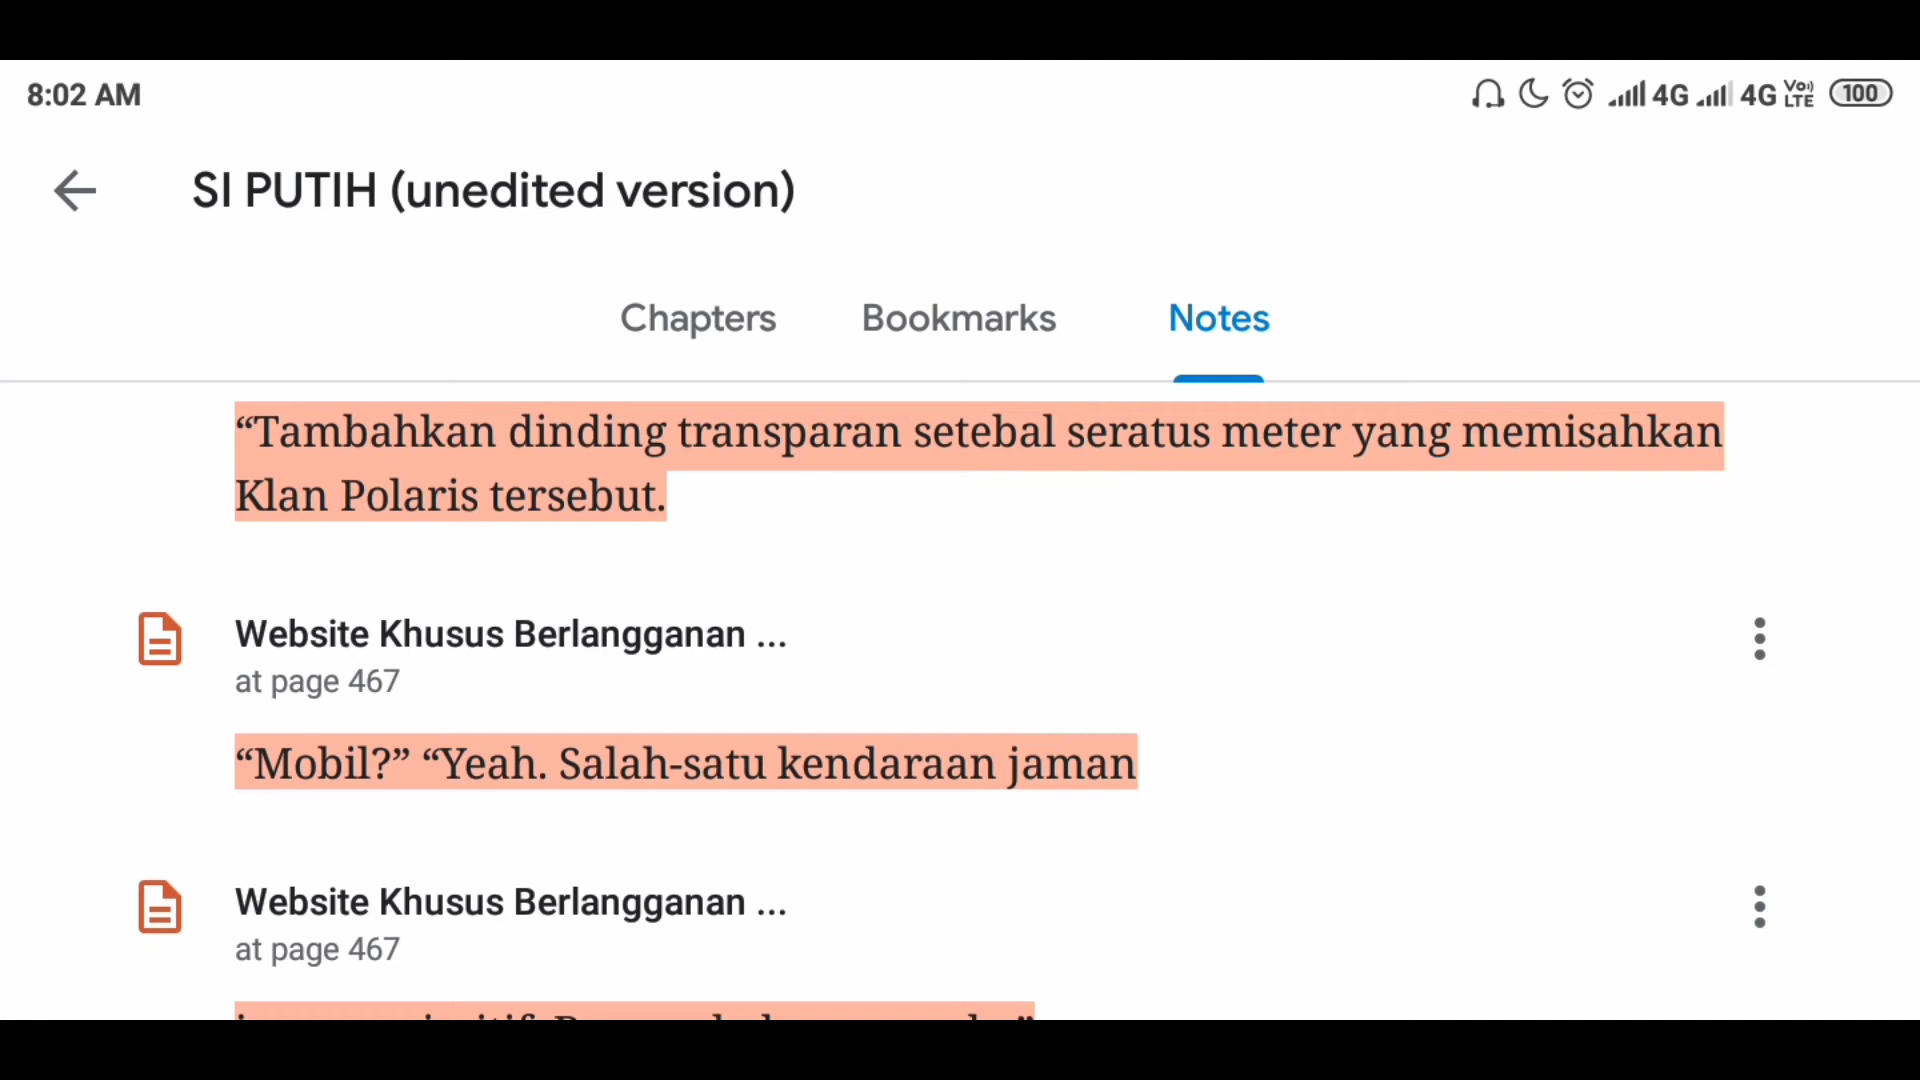 8:02 AM
4G 4G Vo) LTE 100
SI PUTIH (unedited version)
Chapters Bookmarks Notes
“Tambahkan dinding transparan setebal seratus meter yang memisahkan
Klan Polaris tersebut.
Website Khusus Berlangganan ...
at page 467
“Mobil?” “Yeah. Salah-satu kendaraan jaman
Website Khusus Berlangganan ...
at page 467